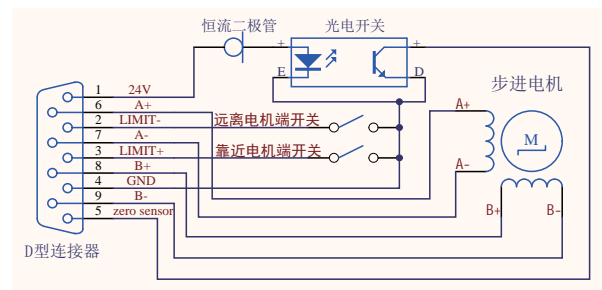 恒流二极管
光电开关
+
+
E
D
步进电机
1 24V
6 A+
2 LIMIT-
远离电机端开关
7 A-
3 LIMIT+
靠近电机端开关
8 B+
4 GND
9 B-
5 zero sensor
A+
A-
M
B+
B-
D型连接器